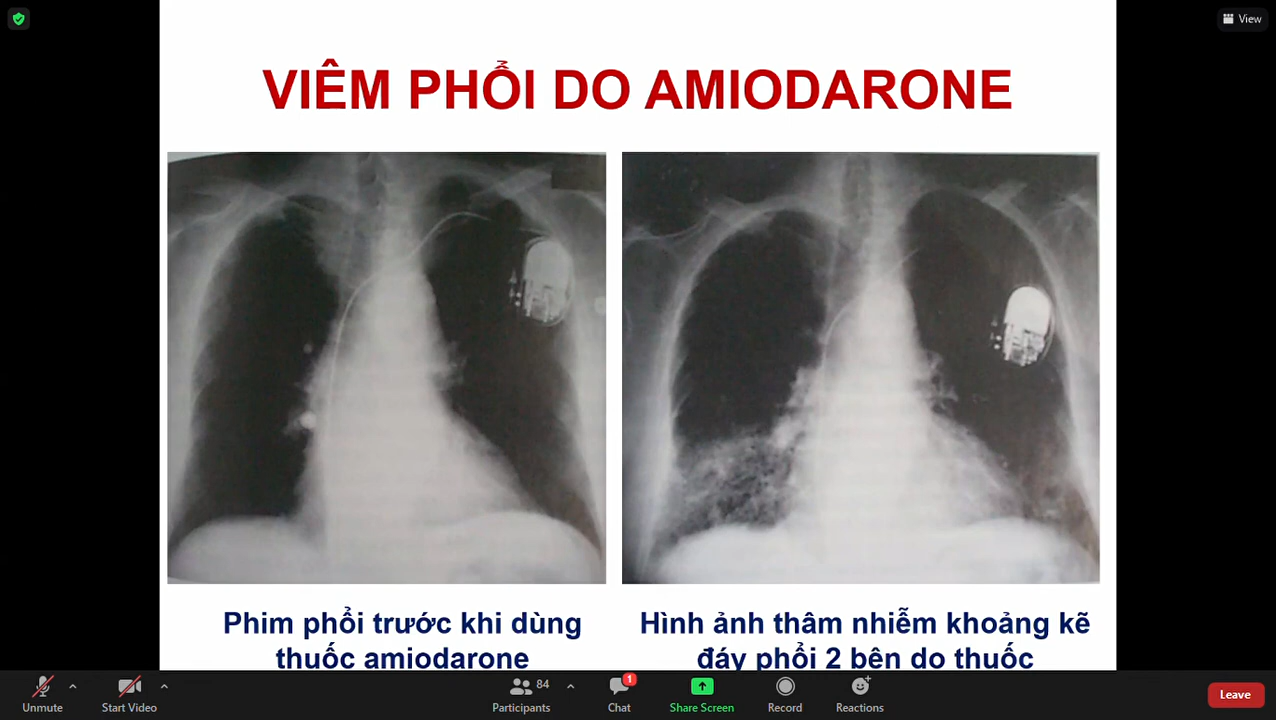 View
VIÊM PHỔI DO AMIODARONE
Phim phổi trước khi dùng
thuốc amiodarone
Hình ảnh thâm nhiễm khoảng kẽ
đáy phổi 2 bên do thuốc
Unmute
Start Video
84
Participants
1
Chat
Share Screen
Record
Reactions
Leave